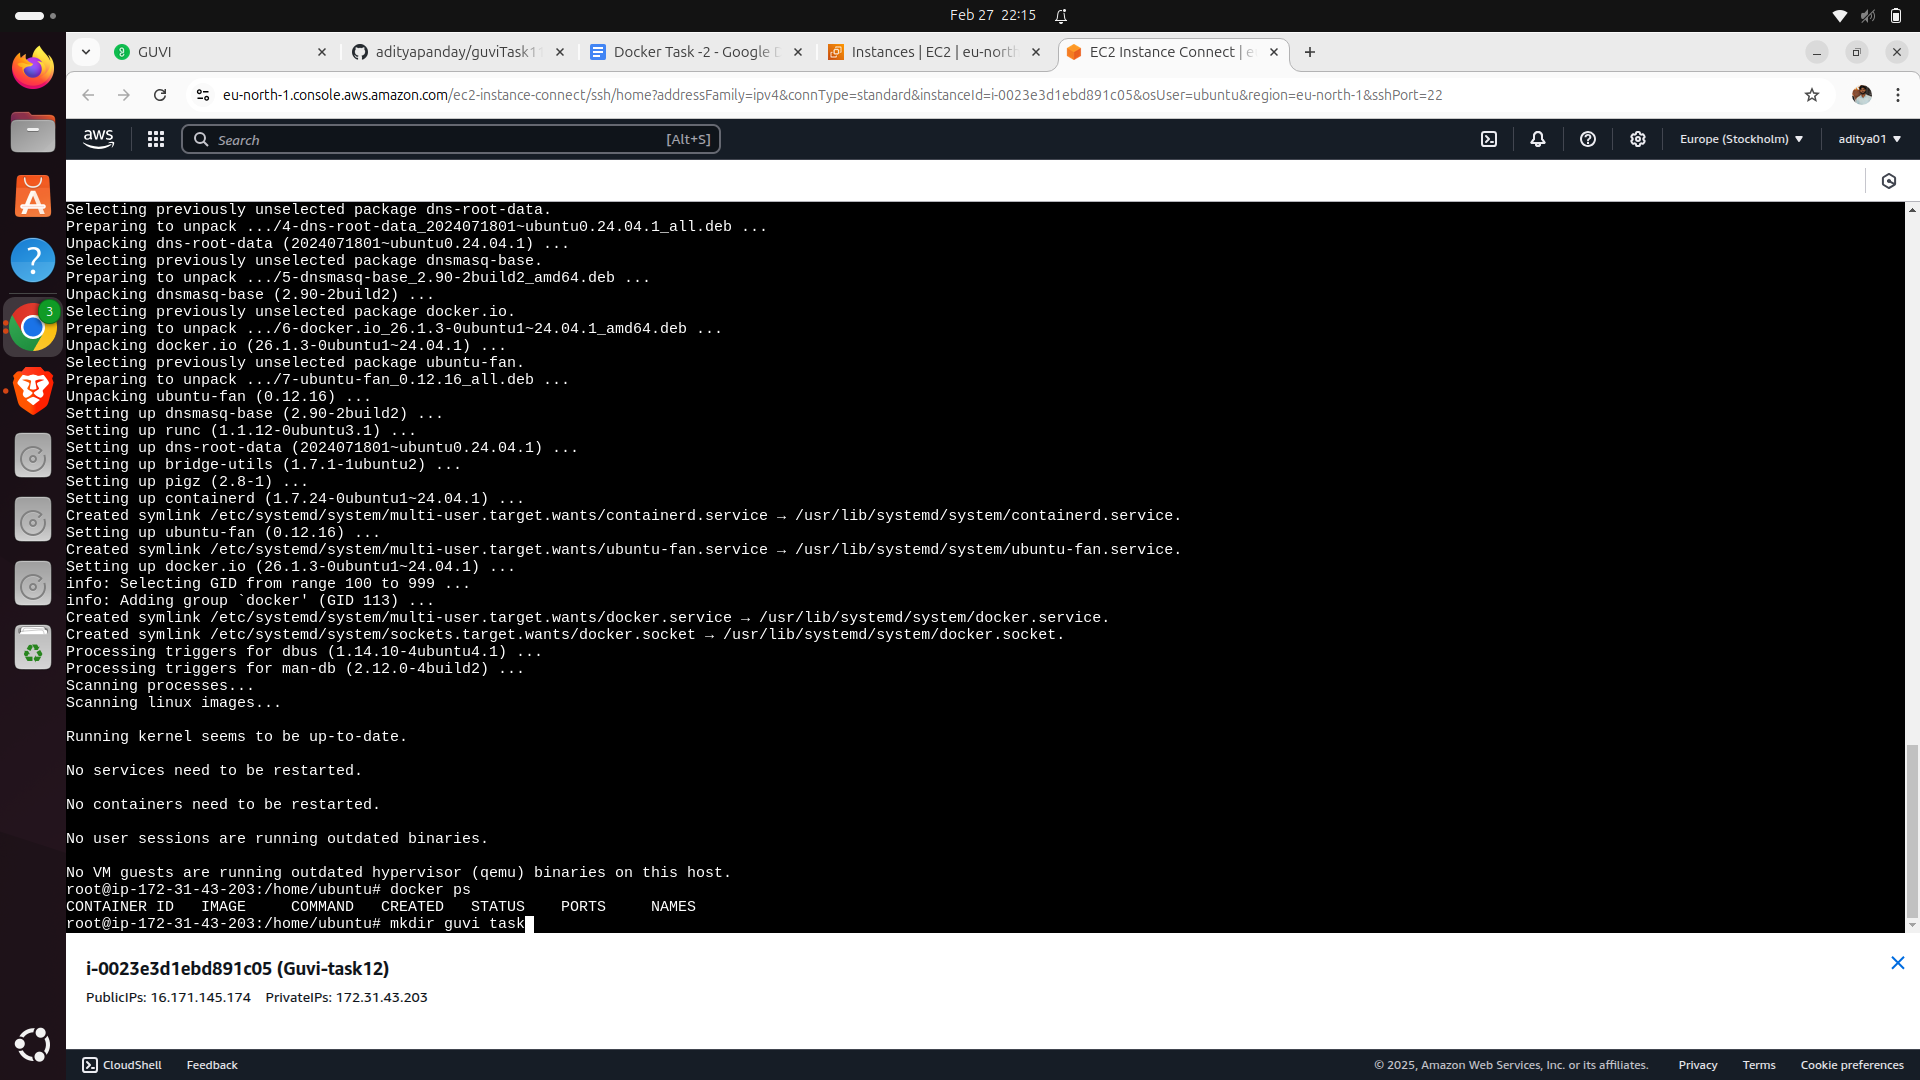 Feb 27 22:15
GUVI
adityapanday/guviTask11
Docker Task -2 - Google D
Instances | EC2 | eu-north
EC2 Instance Connect | e
eu-north-1.console.aws.amazon.com/ec2-instance-connect/ssh/home?addressFamily=ipv4&connType=standard&instanceId=i-0023e3d1ebd891c05&osUser=ubuntu&region=eu-north-1&sshPort=22
aws
Search
[Alt+S]
Europe (Stockholm)
aditya01
3
Selecting previously unselected package dns-root-data.
Preparing to unpack .../4-dns-root-data_2024071801~ubuntu0.24.04.1_all.deb ...
Unpacking dns-root-data (2024071801~ubuntu0.24.04.1) ...
Selecting previously unselected package dnsmasq-base.
Preparing to unpack .../5-dnsmasq-base_2.90-2build2_amd64.deb ...
Unpacking dnsmasq-base (2.90-2build2) ...
Selecting previously unselected package docker.io.
Preparing to unpack .../6-docker.io_26.1.3-0ubuntu1~24.04.1_amd64.deb ...
Unpacking docker.io (26.1.3-0ubuntu1~24.04.1) ...
Selecting previously unselected package ubuntu-fan.
Preparing to unpack .../7-ubuntu-fan_0.12.16_all.deb ...
Unpacking ubuntu-fan (0.12.16) ...
Setting up dnsmasq-base (2.90-2build2) ...
Setting up runc (1.1.12-0ubuntu3.1) ...
Setting up dns-root-data (2024071801~ubuntu0.24.04.1) ...
Setting up bridge-utils (1.7.1-1ubuntu2) ...
Setting up pigz (2.8-1) ...
Setting up containerd (1.7.24-0ubuntu1~24.04.1) ...
Created symlink /etc/systemd/system/multi-user.target.wants/containerd.service → /usr/lib/systemd/system/containerd.service.
Setting up ubuntu-fan (0.12.16) ...
Created symlink /etc/systemd/system/multi-user.target.wants/ubuntu-fan.service → /usr/lib/systemd/system/ubuntu-fan.service.
Setting up docker.io (26.1.3-0ubuntu1~24.04.1) ...
info: Selecting GID from range 100 to 999 ...
info: Adding group `docker' (GID 113) ...
Created symlink /etc/systemd/system/multi-user.target.wants/docker.service → /usr/lib/systemd/system/docker.service.
Created symlink /etc/systemd/system/sockets.target.wants/docker.socket → /usr/lib/systemd/system/docker.socket.
Processing triggers for dbus (1.14.10-4ubuntu4.1) ...
Processing triggers for man-db (2.12.0-4build2) ...
Scanning processes...
Scanning linux images...
Running kernel seems to be up-to-date.
No services need to be restarted.
No containers need to be restarted.
No user sessions are running outdated binaries.
No VM guests are running outdated hypervisor (qemu) binaries on this host.
root@ip-172-31-43-203:/home/ubuntu# docker ps
CONTAINER ID   IMAGE     COMMAND   CREATED   STATUS    PORTS     NAMES
root@ip-172-31-43-203:/home/ubuntu# mkdir guvi task
i-0023e3d1ebd891c05 (Guvi-task12)
PublicIPs: 16.171.145.174    PrivateIPs: 172.31.43.203
CloudShell
Feedback
© 2025, Amazon Web Services, Inc. or its affiliates.
Privacy
Terms
Cookie preferences